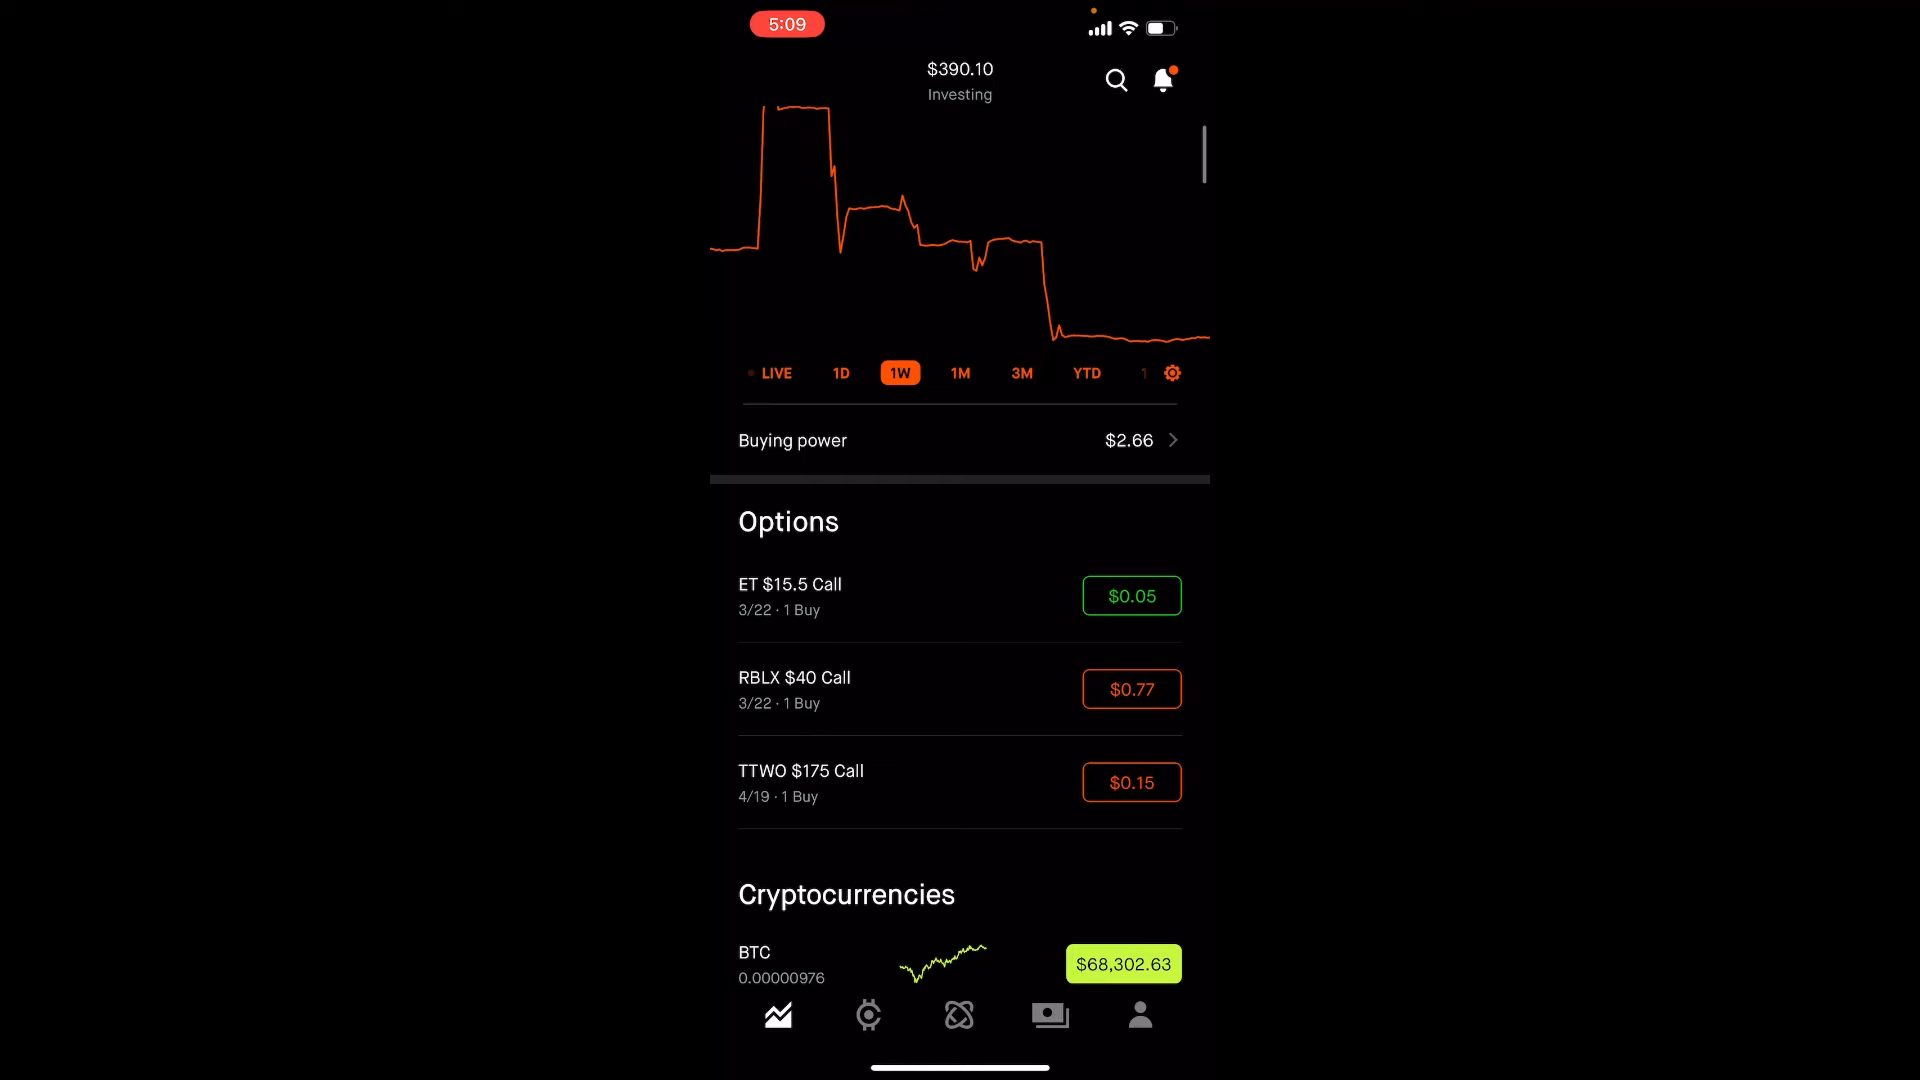 5:09
$390.10
Investing
LIVE 1D 1W 1M 3M YTD 1
Buying power $2.66
Options
ET $15.5 Call
3/22 · 1 Buy
$0.05
RBLX $40 Call
3/22 · 1 Buy
$0.77
TTWO $175 Call
4/19 · 1 Buy
$0.15
Cryptocurrencies
BTC
0.00000976
$68,302.63